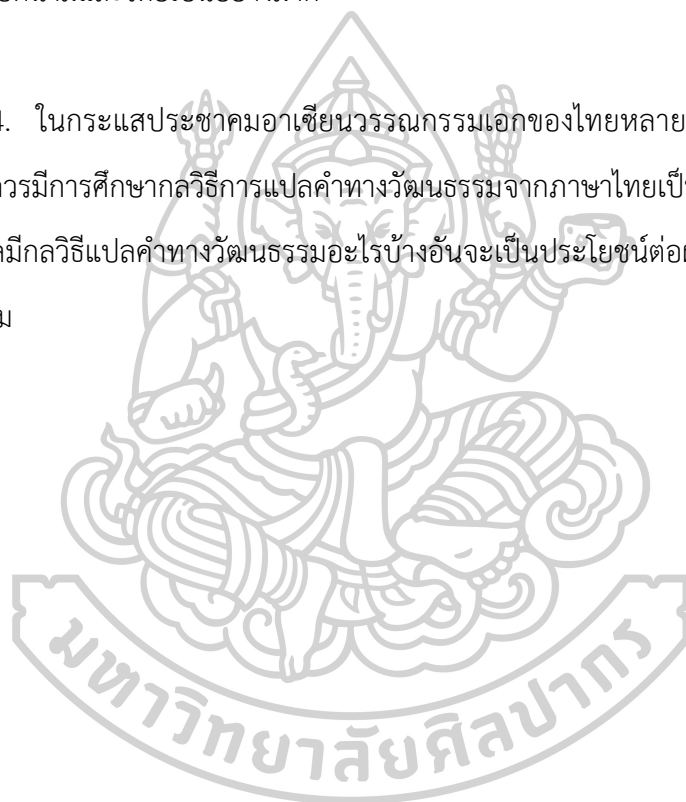 4. ในกระแสประชาคมอาเซียนวรรณกรรมเอกของไทยหลาย
ควรมีการศึกษากลวิธีการแปลคำทางวัฒนธรรมจากภาษาไทยเป็น
มีกลวิธีแปลคำทางวัฒนธรรมอะไรบ้างอันจะเป็นประโยชน์ต่อ
มหาวิทยาลัยศิลปากร